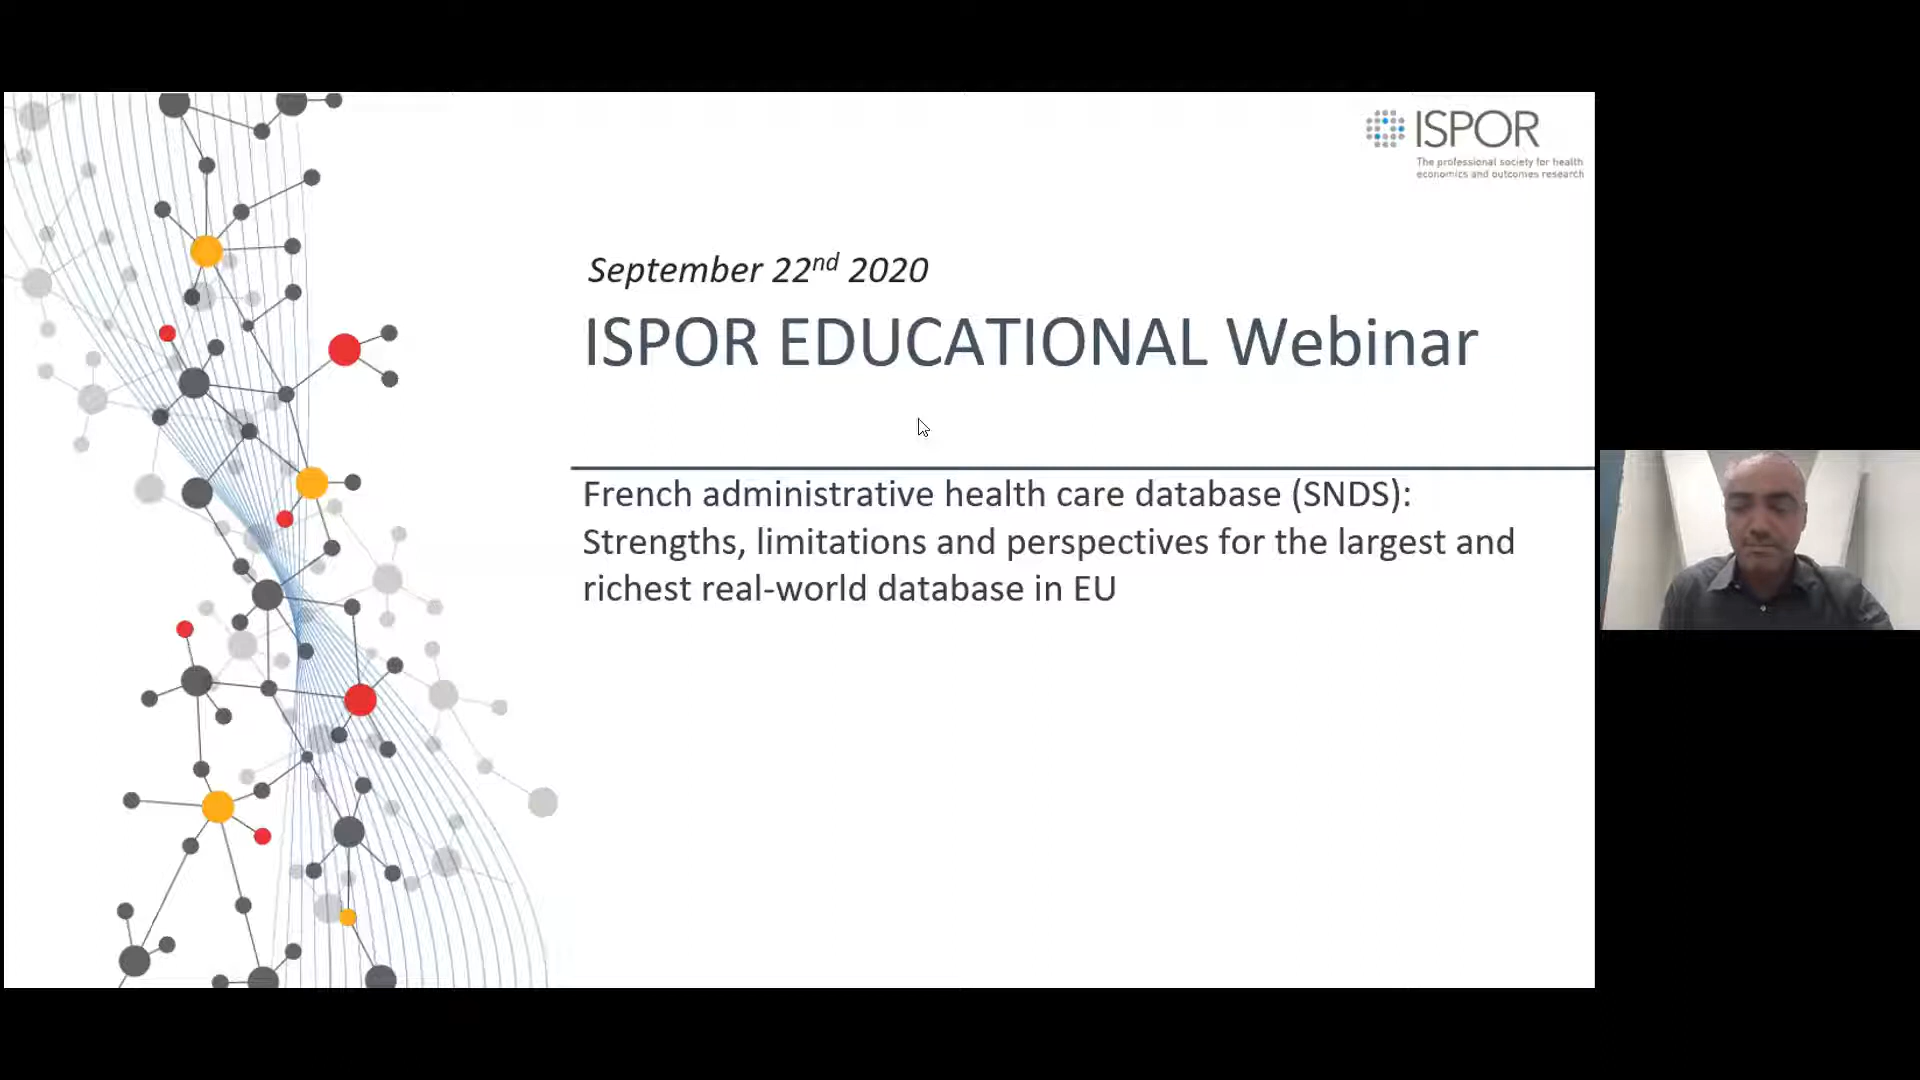 ISPOR
The professional society for health
economics and outcomes research
September 22nd 2020
ISPOR EDUCATIONAL Webinar
French administrative health care database (SNDS):
Strengths, limitations and perspectives for the largest and
richest real-world database in EU